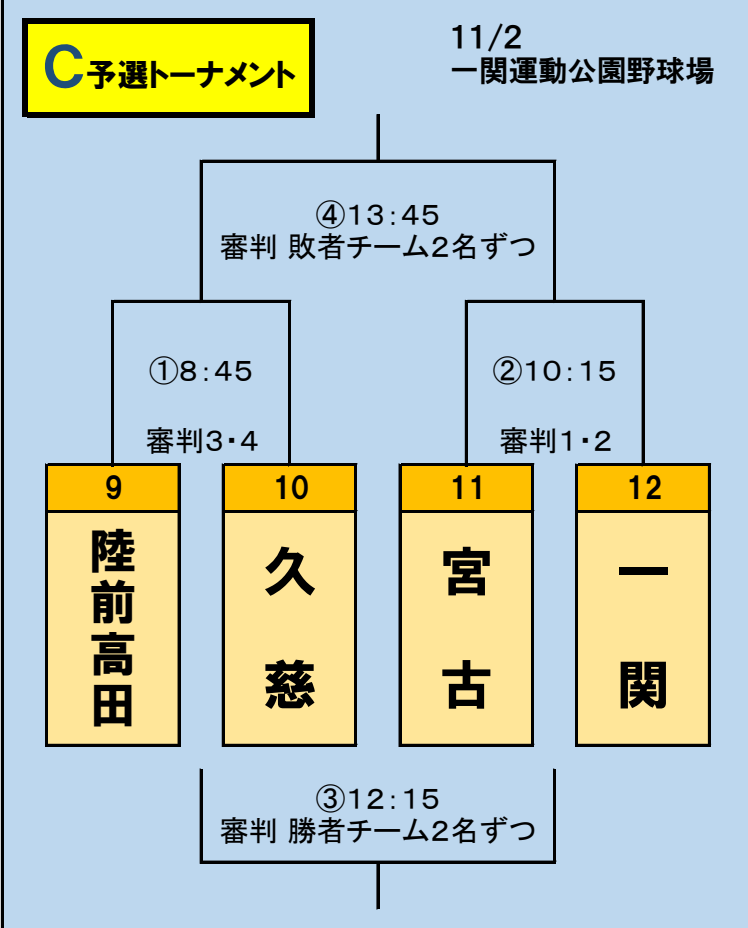 C予選トーナメント
11/2
一関運動公園野球場
④13:45
審判 敗者チーム2名ずつ
①8:45
②10:15
審判3・4
審判1・2
9
10
11
12
陸前高田
久慈
宮古
一関
③12:15
審判 勝者チーム2名ずつ